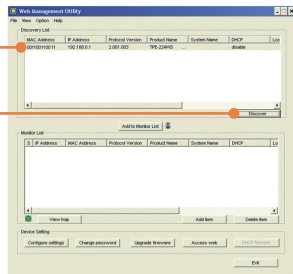 Web Management Utility
File View Option Help
Discovery List
MAC Address IP Address Protocol Version Product Name System Name DHCP Loc
001100110011 192.168.0.1 2.001.003 TPE-224WS ... disable
Discover
Add to Monitor List
Monitor List
S IP Address MAC Address Protocol Version Product Name System Name DHCP Lo
View trap Add Item Delete item
Device Setting
Configure settings Change password Upgrade firmware Access web DHCP Refresh
Exit